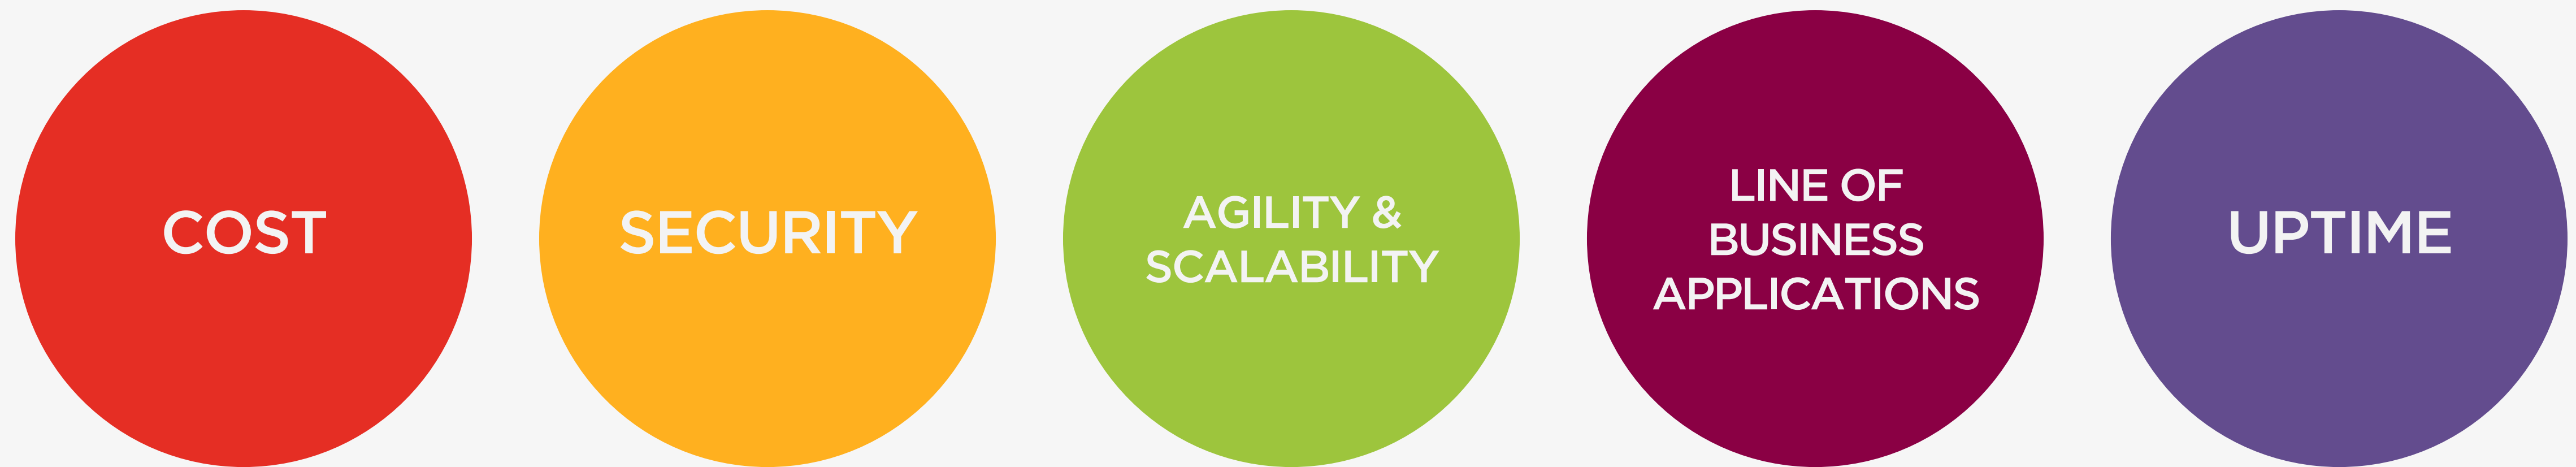 COST
SECURITY
AGILITY &
SCALABILITY
LINE OF
BUSINESS
APPLICATIONS
UPTIME